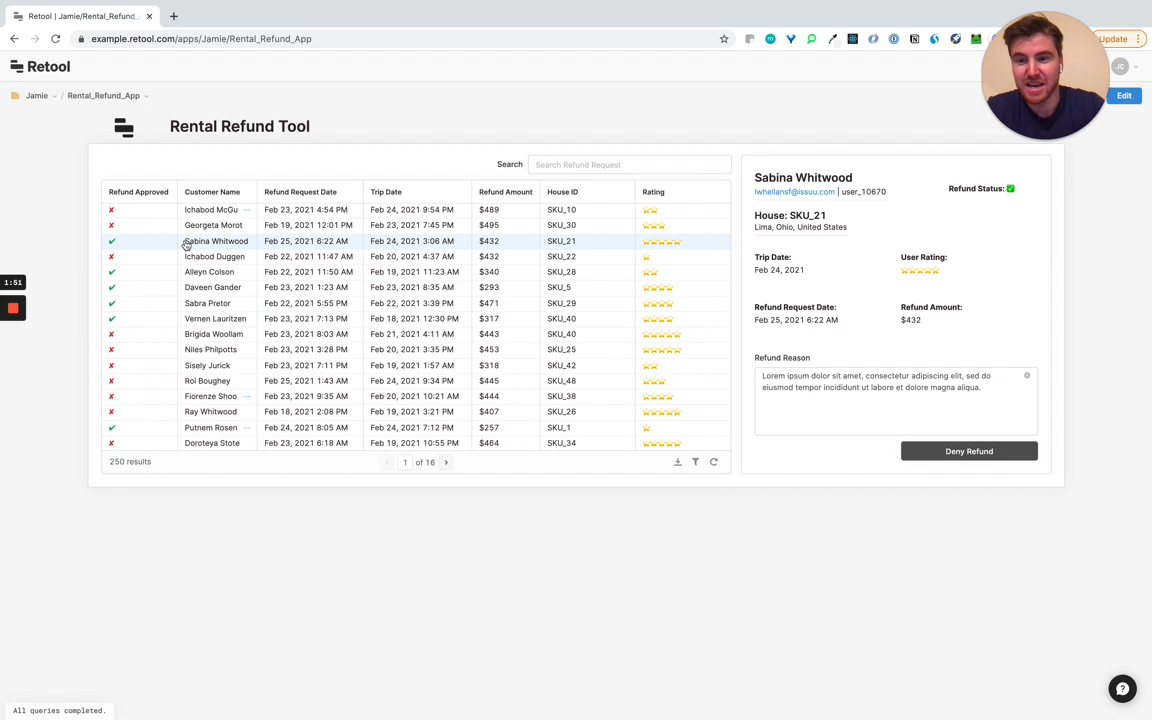 Retool | Jamie/Rental_Refund_
example.retool.com/apps/Jamie/Rental_Refund_App
Update
Retool
JC
Jamie / Rental_Refund_App
Edit
Rental Refund Tool
Search Search Refund Request
Refund Approved Customer Name Refund Request Date Trip Date Refund Amount House ID Rating
✘ Ichabod McGu ... Feb 23, 2021 4:54 PM Feb 24, 2021 9:54 PM $489 SKU_10
✘ Georgeta Morot Feb 19, 2021 12:01 PM Feb 23, 2021 7:45 PM $495 SKU_30
✔ Sabina Whitwood Feb 25, 2021 6:22 AM Feb 24, 2021 3:06 AM $432 SKU_21
✘ Ichabod Duggen Feb 22, 2021 11:47 AM Feb 20, 2021 4:37 AM $432 SKU_22
✔ Alleyn Colson Feb 22, 2021 11:50 AM Feb 19, 2021 11:23 AM $340 SKU_28
✔ Daveen Gander Feb 23, 2021 1:23 AM Feb 23, 2021 8:35 AM $293 SKU_5
✔ Sabra Pretor Feb 22, 2021 5:55 PM Feb 22, 2021 3:39 PM $471 SKU_29
✔ Vernen Lauritzen Feb 23, 2021 7:13 PM Feb 18, 2021 12:30 PM $317 SKU_40
✘ Brigida Woollam Feb 23, 2021 8:03 AM Feb 21, 2021 4:11 AM $443 SKU_40
✘ Niles Philpotts Feb 23, 2021 3:28 PM Feb 20, 2021 3:35 PM $453 SKU_25
✘ Sisely Jurick Feb 23, 2021 7:11 PM Feb 19, 2021 1:57 AM $318 SKU_42
✘ Roi Boughey Feb 25, 2021 1:43 AM Feb 24, 2021 9:34 PM $445 SKU_48
✘ Fiorenze Shoo ... Feb 23, 2021 9:35 AM Feb 20, 2021 10:21 AM $444 SKU_38
✘ Ray Whitwood Feb 18, 2021 2:08 PM Feb 19, 2021 3:21 PM $407 SKU_26
✔ Putnem Rosen ... Feb 24, 2021 8:05 AM Feb 24, 2021 7:12 PM $257 SKU_1
✘ Doroteya Stote Feb 23, 2021 6:18 AM Feb 19, 2021 10:55 PM $464 SKU_34
250 results
1 of 16
Sabina Whitwood
lwhellansf@issuu.com | user_10670
Refund Status: ✅
House: SKU_21
Lima, Ohio, United States
Trip Date: User Rating:
Feb 24, 2021
Refund Request Date: Refund Amount:
Feb 25, 2021 6:22 AM $432
Refund Reason
Lorem ipsum dolor sit amet, consectetur adipiscing elit, sed do
eiusmod tempor incididunt ut labore et dolore magna aliqua.
Deny Refund
1:51
All queries completed.